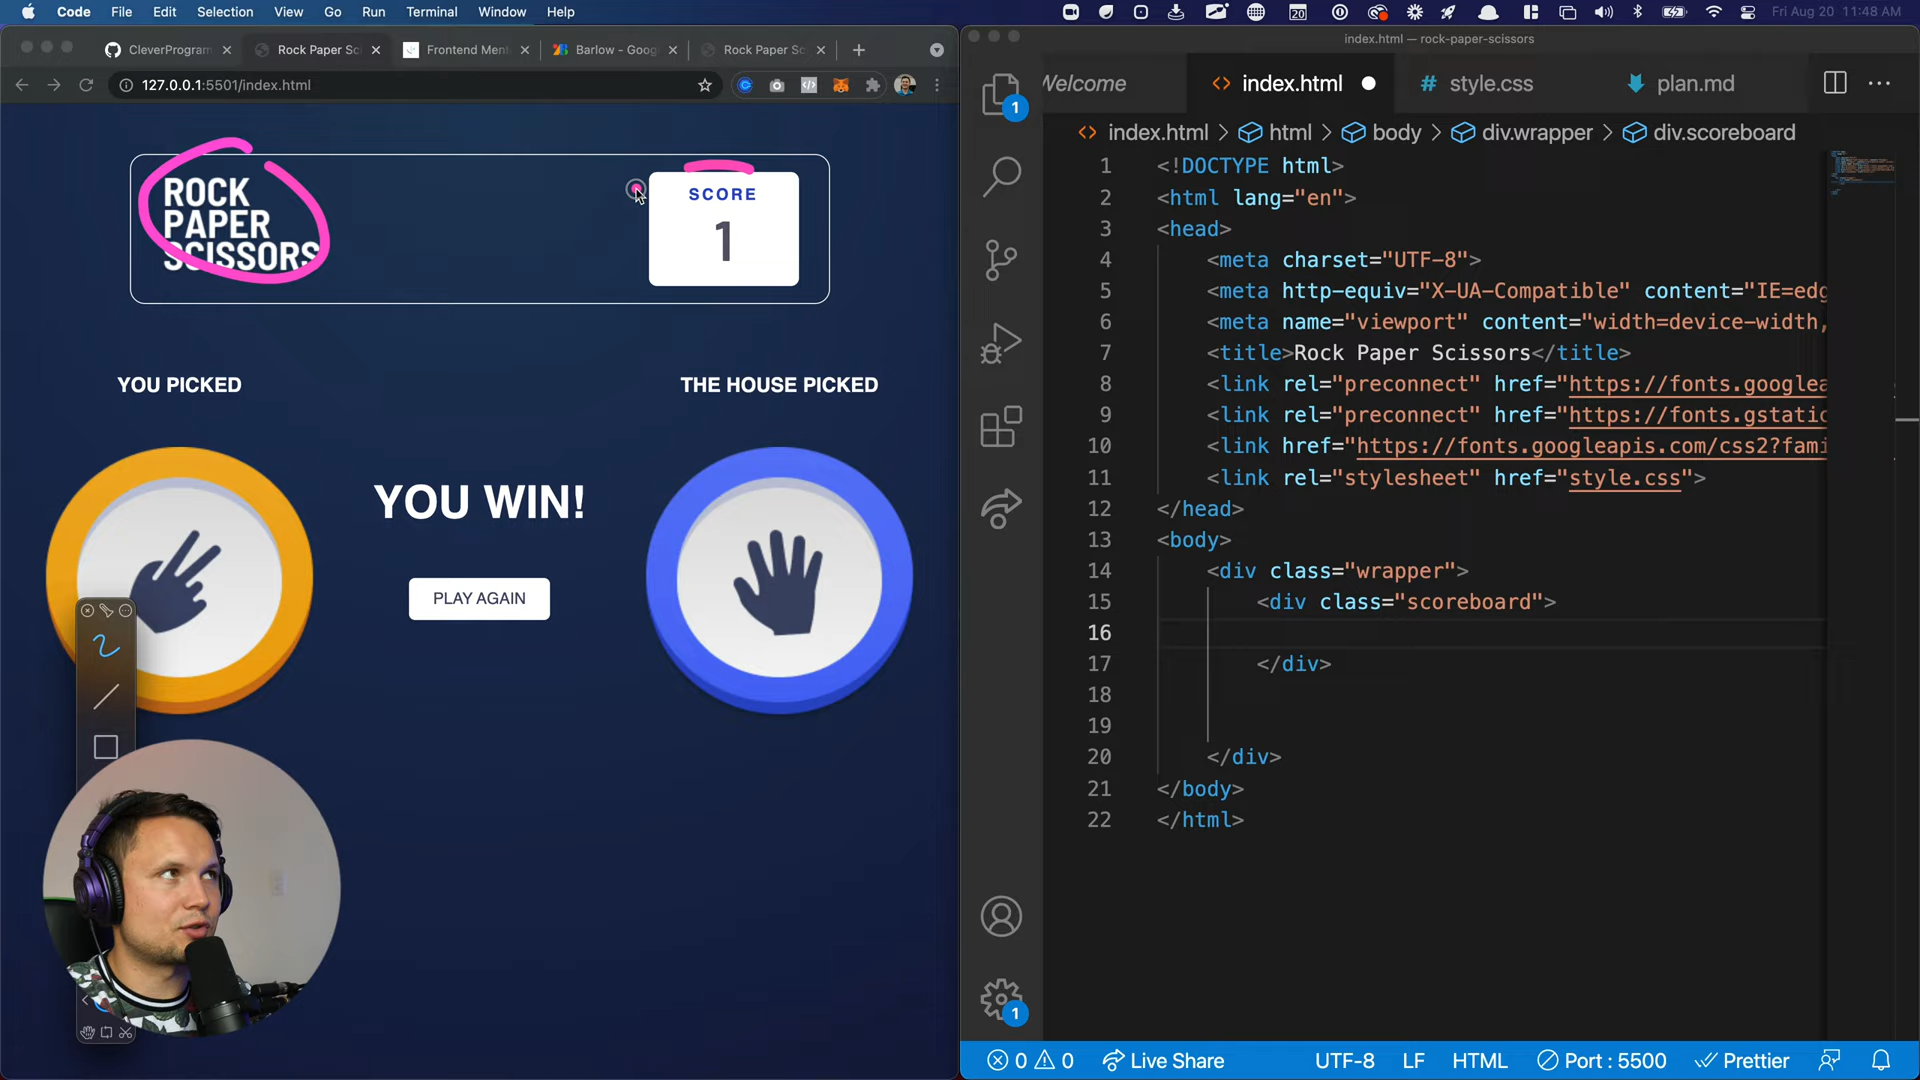 Code File Edit Selection View Go Run Terminal Window Help
20 Fri Aug 20 11:48 AM
CleverProgram
Rock Paper Sci
Frontend Ment
Barlow - Goog
Rock Paper Sc
127.0.0.1:5501/index.html
ROCK
PAPER
SCISSORS
SCORE
1
YOU PICKED
THE HOUSE PICKED
YOU WIN!
PLAY AGAIN
index.html — rock-paper-scissors
Welcome
index.html
# style.css
plan.md
index.html > html > body > div.wrapper > div.scoreboard
1 <!DOCTYPE html>
2 <html lang="en">
3 <head>
4 <meta charset="UTF-8">
5 <meta http-equiv="X-UA-Compatible" content="IE=edg
6 <meta name="viewport" content="width=device-width,
7 <title>Rock Paper Scissors</title>
8 <link rel="preconnect" href="https://fonts.googlea
9 <link rel="preconnect" href="https://fonts.gstatic
10 <link href="https://fonts.googleapis.com/css2?fami
11 <link rel="stylesheet" href="style.css">
12 </head>
13 <body>
14 <div class="wrapper">
15 <div class="scoreboard">
16
17 </div>
18
19
20 </div>
21 </body>
22 </html>
1
1
0 0 Live Share UTF-8 LF HTML Port : 5500 Prettier